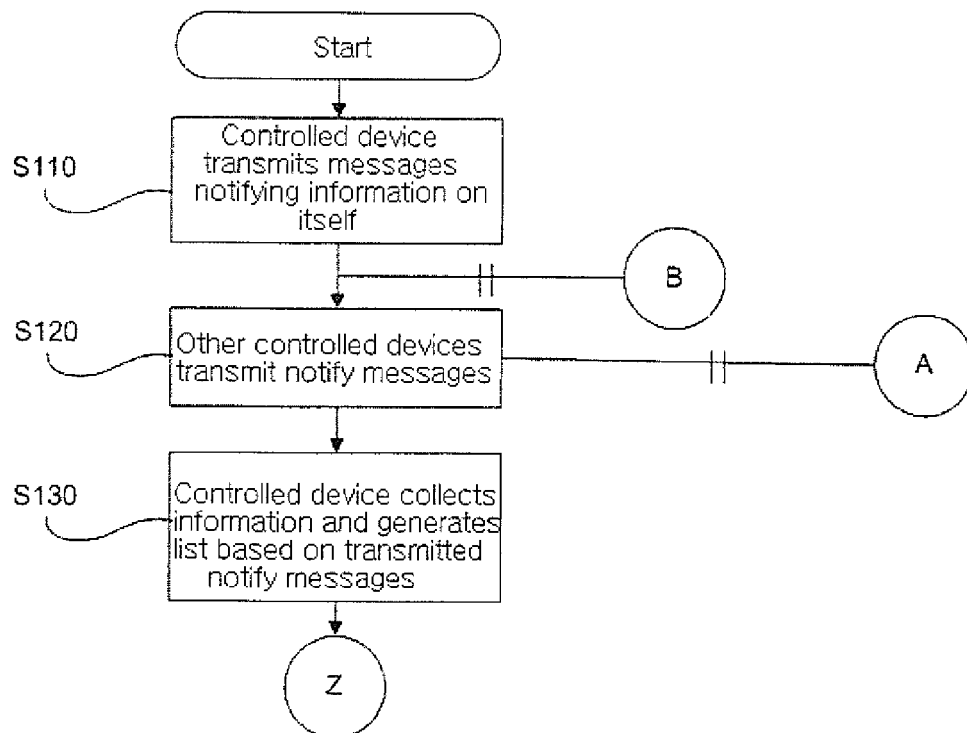 Start
S110
Controlled device
transmits messages
notifying information on
itself
B
S120
Other controlled devices
transmit notify messages
A
S130
Controlled device collects
information and generates
list based on transmitted
notify messages
Z